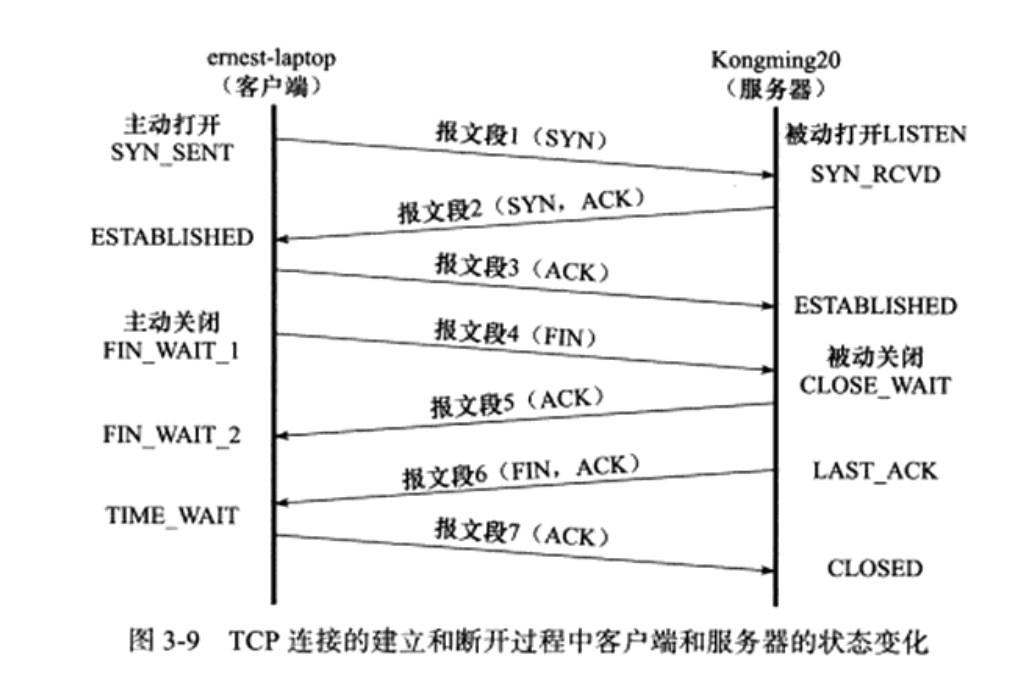 ernest-laptop
（客户端）
Kongming20
（服务器）
主动打开
SYN_SENT
报文段1（SYN）
被动打开LISTEN
SYN_RCVD
报文段2（SYN，ACK）
ESTABLISHED
报文段3（ACK）
ESTABLISHED
主动关闭
FIN_WAIT_1
报文段4（FIN）
被动关闭
CLOSE_WAIT
报文段5（ACK）
FIN_WAIT_2
报文段6（FIN，ACK）
LAST_ACK
TIME_WAIT
报文段7（ACK）
CLOSED
图 3-9 TCP 连接的建立和断开过程中客户端和服务器的状态变化